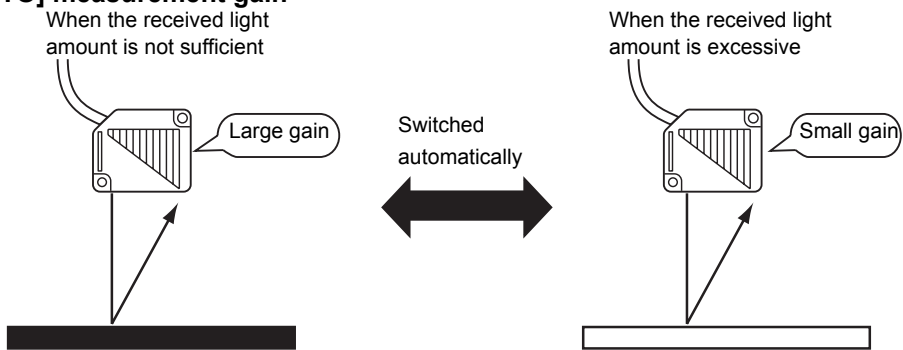 measurement gain
When the received light
amount is not sufficient
Large gain
Switched
automatically
When the received light
amount is excessive
Small gain